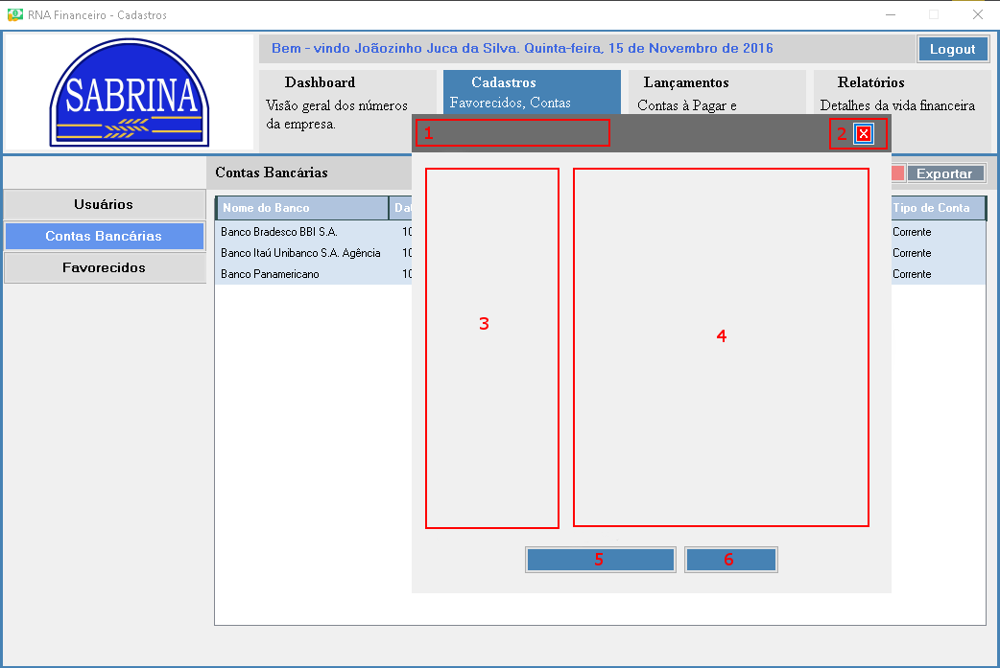 RNA Financeiro - Cadastros
SABRINA
Bem - vindo Joãozinho Juca da Silva. Quinta-feira, 15 de Novembro de 2016
Logout
Dashboard
Visão geral dos números
da empresa.
Cadastros
Favorecidos, Contas
Lançamentos
Contas à Pagar e
Relatórios
Detalhes da vida financeira
1
2
X
Contas Bancárias
Exportar
Usuários
Contas Bancárias
Favorecidos
Nome do Banco
Tipo de Conta
Banco Bradesco BBI S.A. 10 Corrente
Banco Itaú Unibanco S.A. Agência 10 Corrente
Banco Panamericano 10 Corrente
3
4
5
6